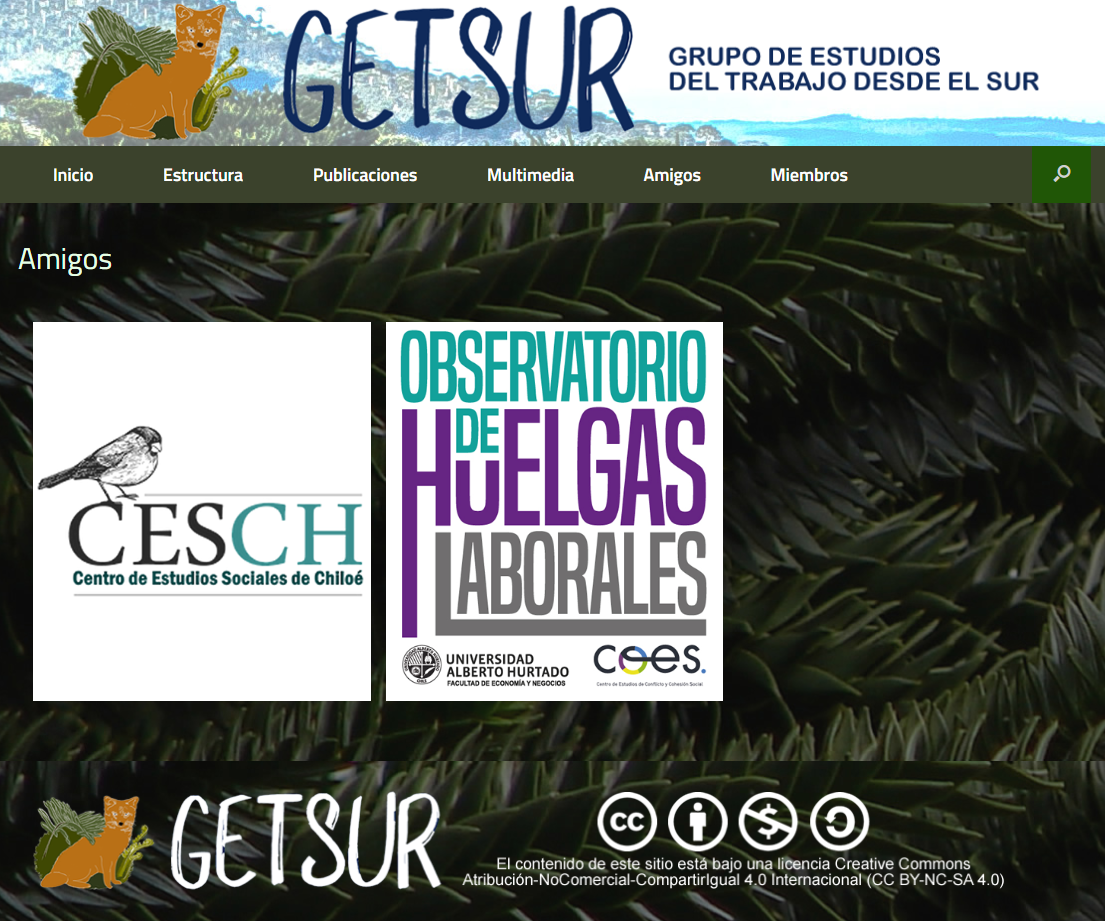 GETSUR
GRUPO DE ESTUDIOS
DEL TRABAJO DESDE EL SUR
Inicio
Estructura
Publicaciones
Multimedia
Amigos
Miembros
Amigos
CESCH
Centro de Estudios Sociales de Chiloé
OBSERVATORIO
DE
HUELGAS
LABORALES
UNIVERSIDAD
ALBERTO HURTADO
FACULTAD DE ECONOMÍA Y NEGOCIOS
coes.
Centro de Estudios de Conflicto y Cohesión Social
GETSUR
cc
El contenido de este sitio está bajo una licencia Creative Commons
Atribución-NoComercial-CompartirIgual 4.0 Internacional (CC BY-NC-SA 4.0)